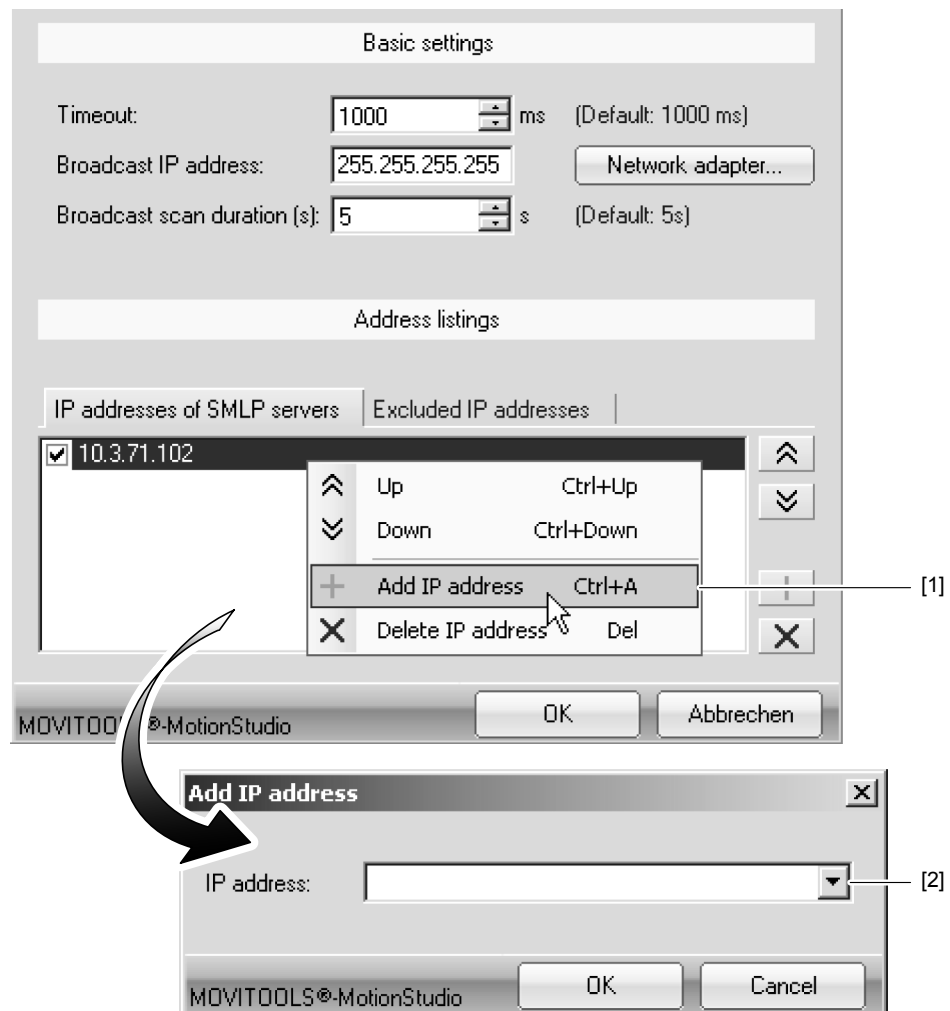 Basic settings
Timeout: 1000 ms (Default: 1000 ms)
Broadcast IP address: 255.255.255.255 Network adapter...
Broadcast scan duration (s): 5 s (Default: 5s)
Address listings
IP addresses of SMLP servers Excluded IP addresses
10.3.71.102
Up Ctrl+Up
Down Ctrl+Down
Add IP address Ctrl+A [1]
Delete IP address Del
MOVITOOLS®-MotionStudio OK Abbrechen
Add IP address
IP address: [2]
MOVITOOLS®-MotionStudio OK Cancel